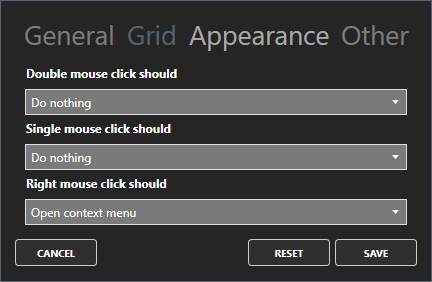 General Grid Appearance Other
Double mouse click should
Do nothing
Single mouse click should
Do nothing
Right mouse click should
Open context menu
CANCEL RESET SAVE